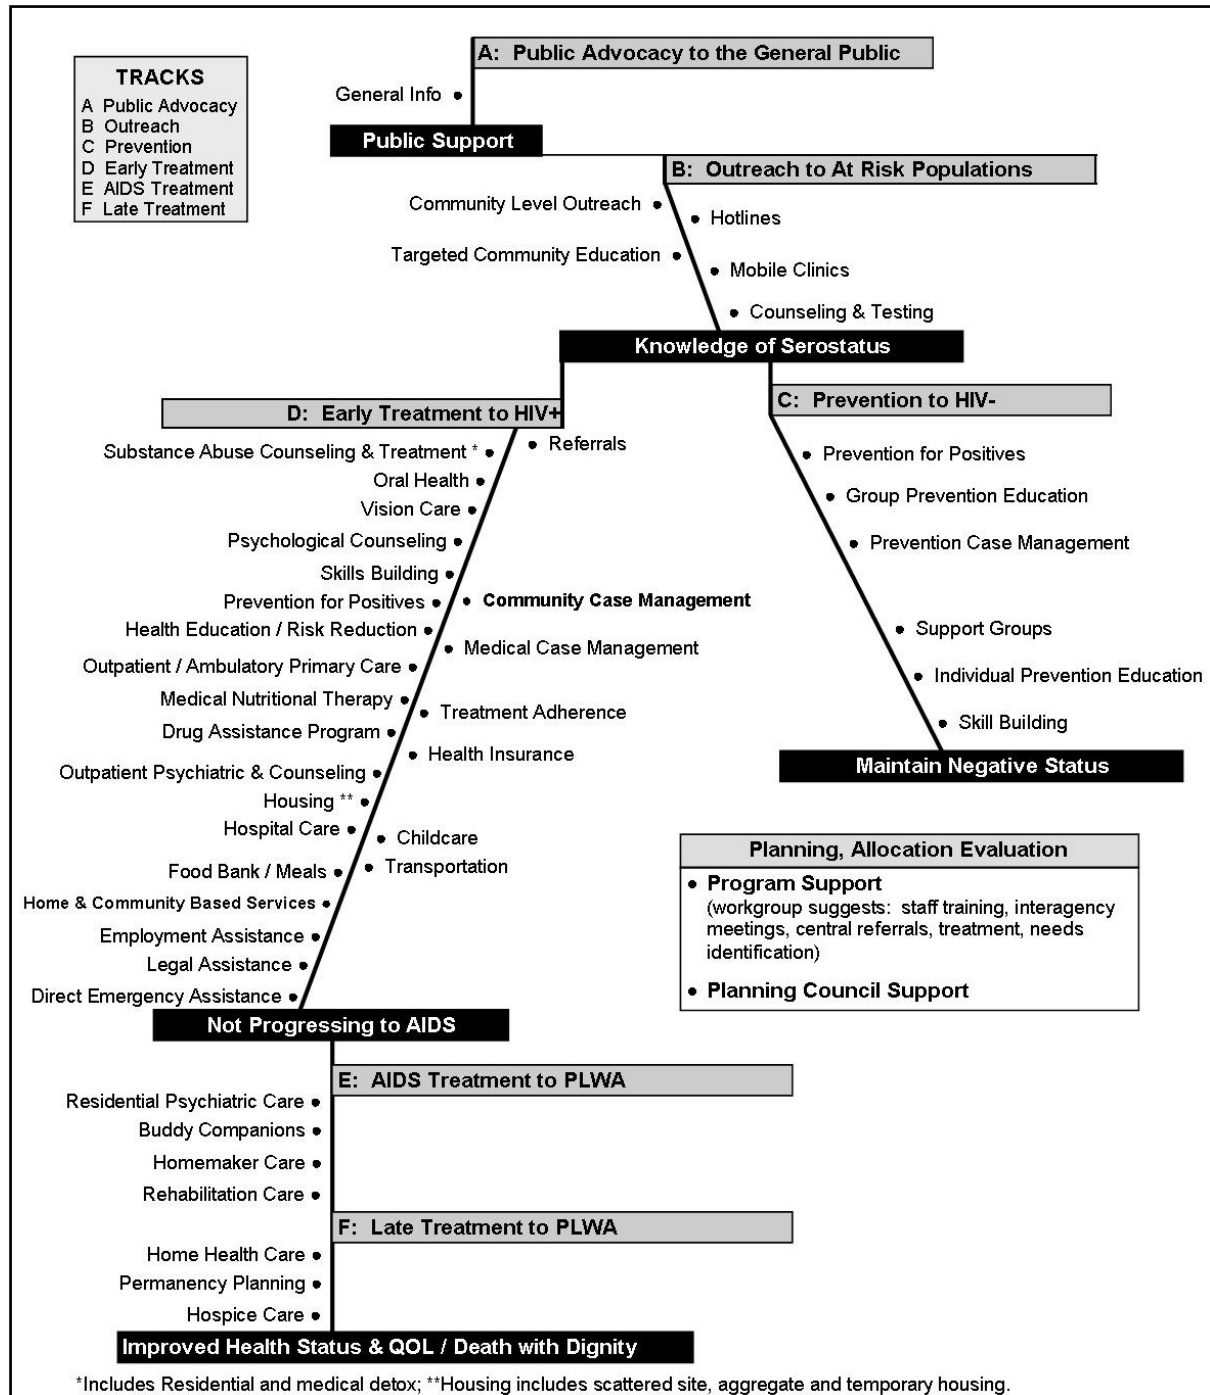 A: Public Advocacy to the General Public
TRACKS
A Public Advocacy
B Outreach
C Prevention
D Early Treatment
E AIDS Treatment
F Late Treatment
General Info
Public Support
B: Outreach to At Risk Populations
Community Level Outreach
Hotlines
Targeted Community Education
Mobile Clinics
Counseling & Testing
Knowledge of Serostatus
D: Early Treatment to HIV+
Referrals
Substance Abuse Counseling & Treatment *
Oral Health
Vision Care
Psychological Counseling
Skills Building
Prevention for Positives
Community Case Management
Health Education / Risk Reduction
Medical Case Management
Outpatient / Ambulatory Primary Care
Medical Nutritional Therapy
Treatment Adherence
Drug Assistance Program
Health Insurance
Outpatient Psychiatric & Counseling
Housing **
Hospital Care
Childcare
Food Bank / Meals
Transportation
Home & Community Based Services
Employment Assistance
Legal Assistance
Direct Emergency Assistance
Not Progressing to AIDS
C: Prevention to HIV-
Prevention for Positives
Group Prevention Education
Prevention Case Management
Support Groups
Individual Prevention Education
Skill Building
Maintain Negative Status
Planning, Allocation Evaluation
• Program Support
(workgroup suggests: staff training, interagency
meetings, central referrals, treatment, needs
identification)
• Planning Council Support
E: AIDS Treatment to PLWA
Residential Psychiatric Care
Buddy Companions
Homemaker Care
Rehabilitation Care
F: Late Treatment to PLWA
Home Health Care
Permanency Planning
Hospice Care
Improved Health Status & QOL / Death with Dignity
*Includes Residential and medical detox; **Housing includes scattered site, aggregate and temporary housing.